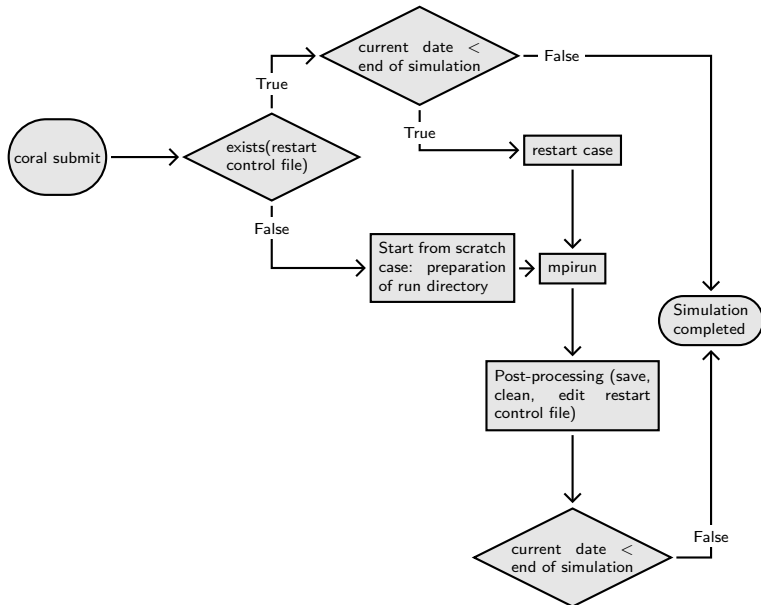 current date <
end of simulation
False
True
True
coral submit
exists(restart
control file)
restart case
False
Start from scratch
case: preparation
of run directory
mpirun
Simulation
completed
Post-processing (save,
clean, edit restart
control file)
current date <
end of simulation
False